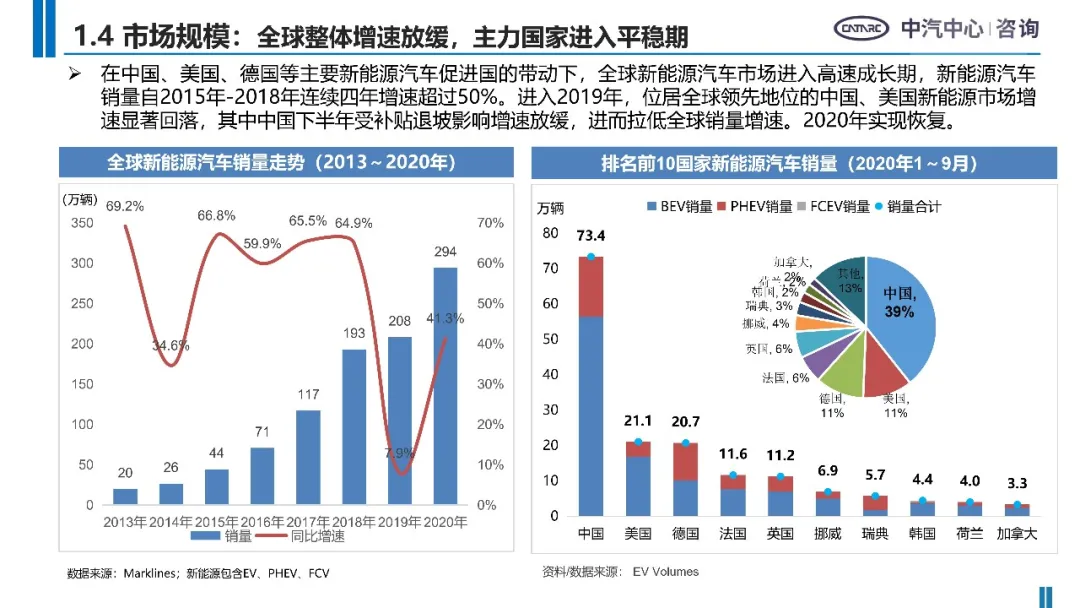 1.4 市场规模：全球整体增速放缓，主力国家进入平稳期
CATARC 中汽中心 咨询
➢ 在中国、美国、德国等主要新能源汽车促进国的带动下，全球新能源汽车市场进入高速成长期，新能源汽车
销量自2015年-2018年连续四年增速超过50%。进入2019年，位居全球领先地位的中国、美国新能源市场增
速显著回落，其中中国下半年受补贴退坡影响增速放缓，进而拉低全球销量增速。2020年实现恢复。
全球新能源汽车销量走势（2013～2020年）
(万辆)
350
300
250
200
150
100
50
0
69.2%
34.6%
66.8%
59.9%
65.5%
64.9%
7.9%
41.3%
20
26
44
71
117
193
208
294
70%
60%
50%
40%
30%
20%
10%
0%
2013年 2014年 2015年 2016年 2017年 2018年 2019年 2020年
销量 同比增速
数据来源：Marklines；新能源包含EV、PHEV、FCV
排名前10国家新能源汽车销量（2020年1～9月）
万辆
BEV销量 PHEV销量 FCEV销量 销量合计
80
70
60
50
40
30
20
10
0
73.4
21.1
20.7
11.6
11.2
6.9
5.7
4.4
4.0
3.3
中国 美国 德国 法国 英国 挪威 瑞典 韩国 荷兰 加拿大
中国,
39%
美国,
11%
德国,
11%
法国, 6%
英国, 6%
挪威, 4%
瑞典, 3%
韩国, 2%
荷兰, 2%
加拿大,
2%
其他,
13%
资料/数据来源： EV Volumes